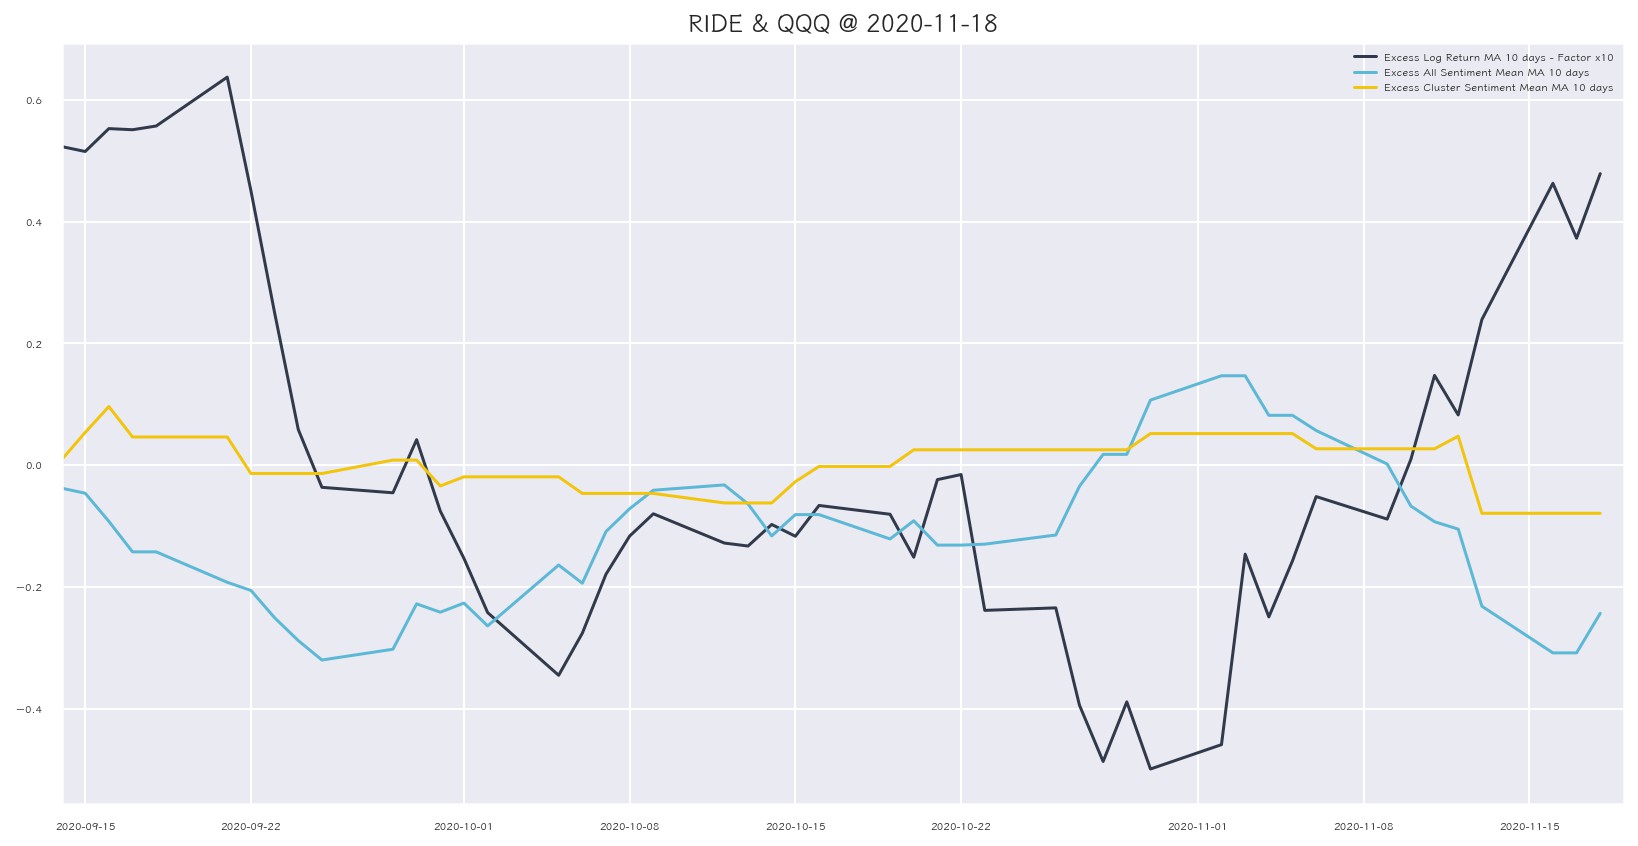 RIDE & QQQ @ 2020-11-18
Excess Log Return MA 10 days - Factor x10
Excess All Sentiment Mean MA 10 days
Excess Cluster Sentiment Mean MA 10 days
0.6
0.4
0.2
0.0
−0.2
−0.4
2020-09-15 2020-09-22 2020-10-01 2020-10-08 2020-10-15 2020-10-22 2020-11-01 2020-11-08 2020-11-15